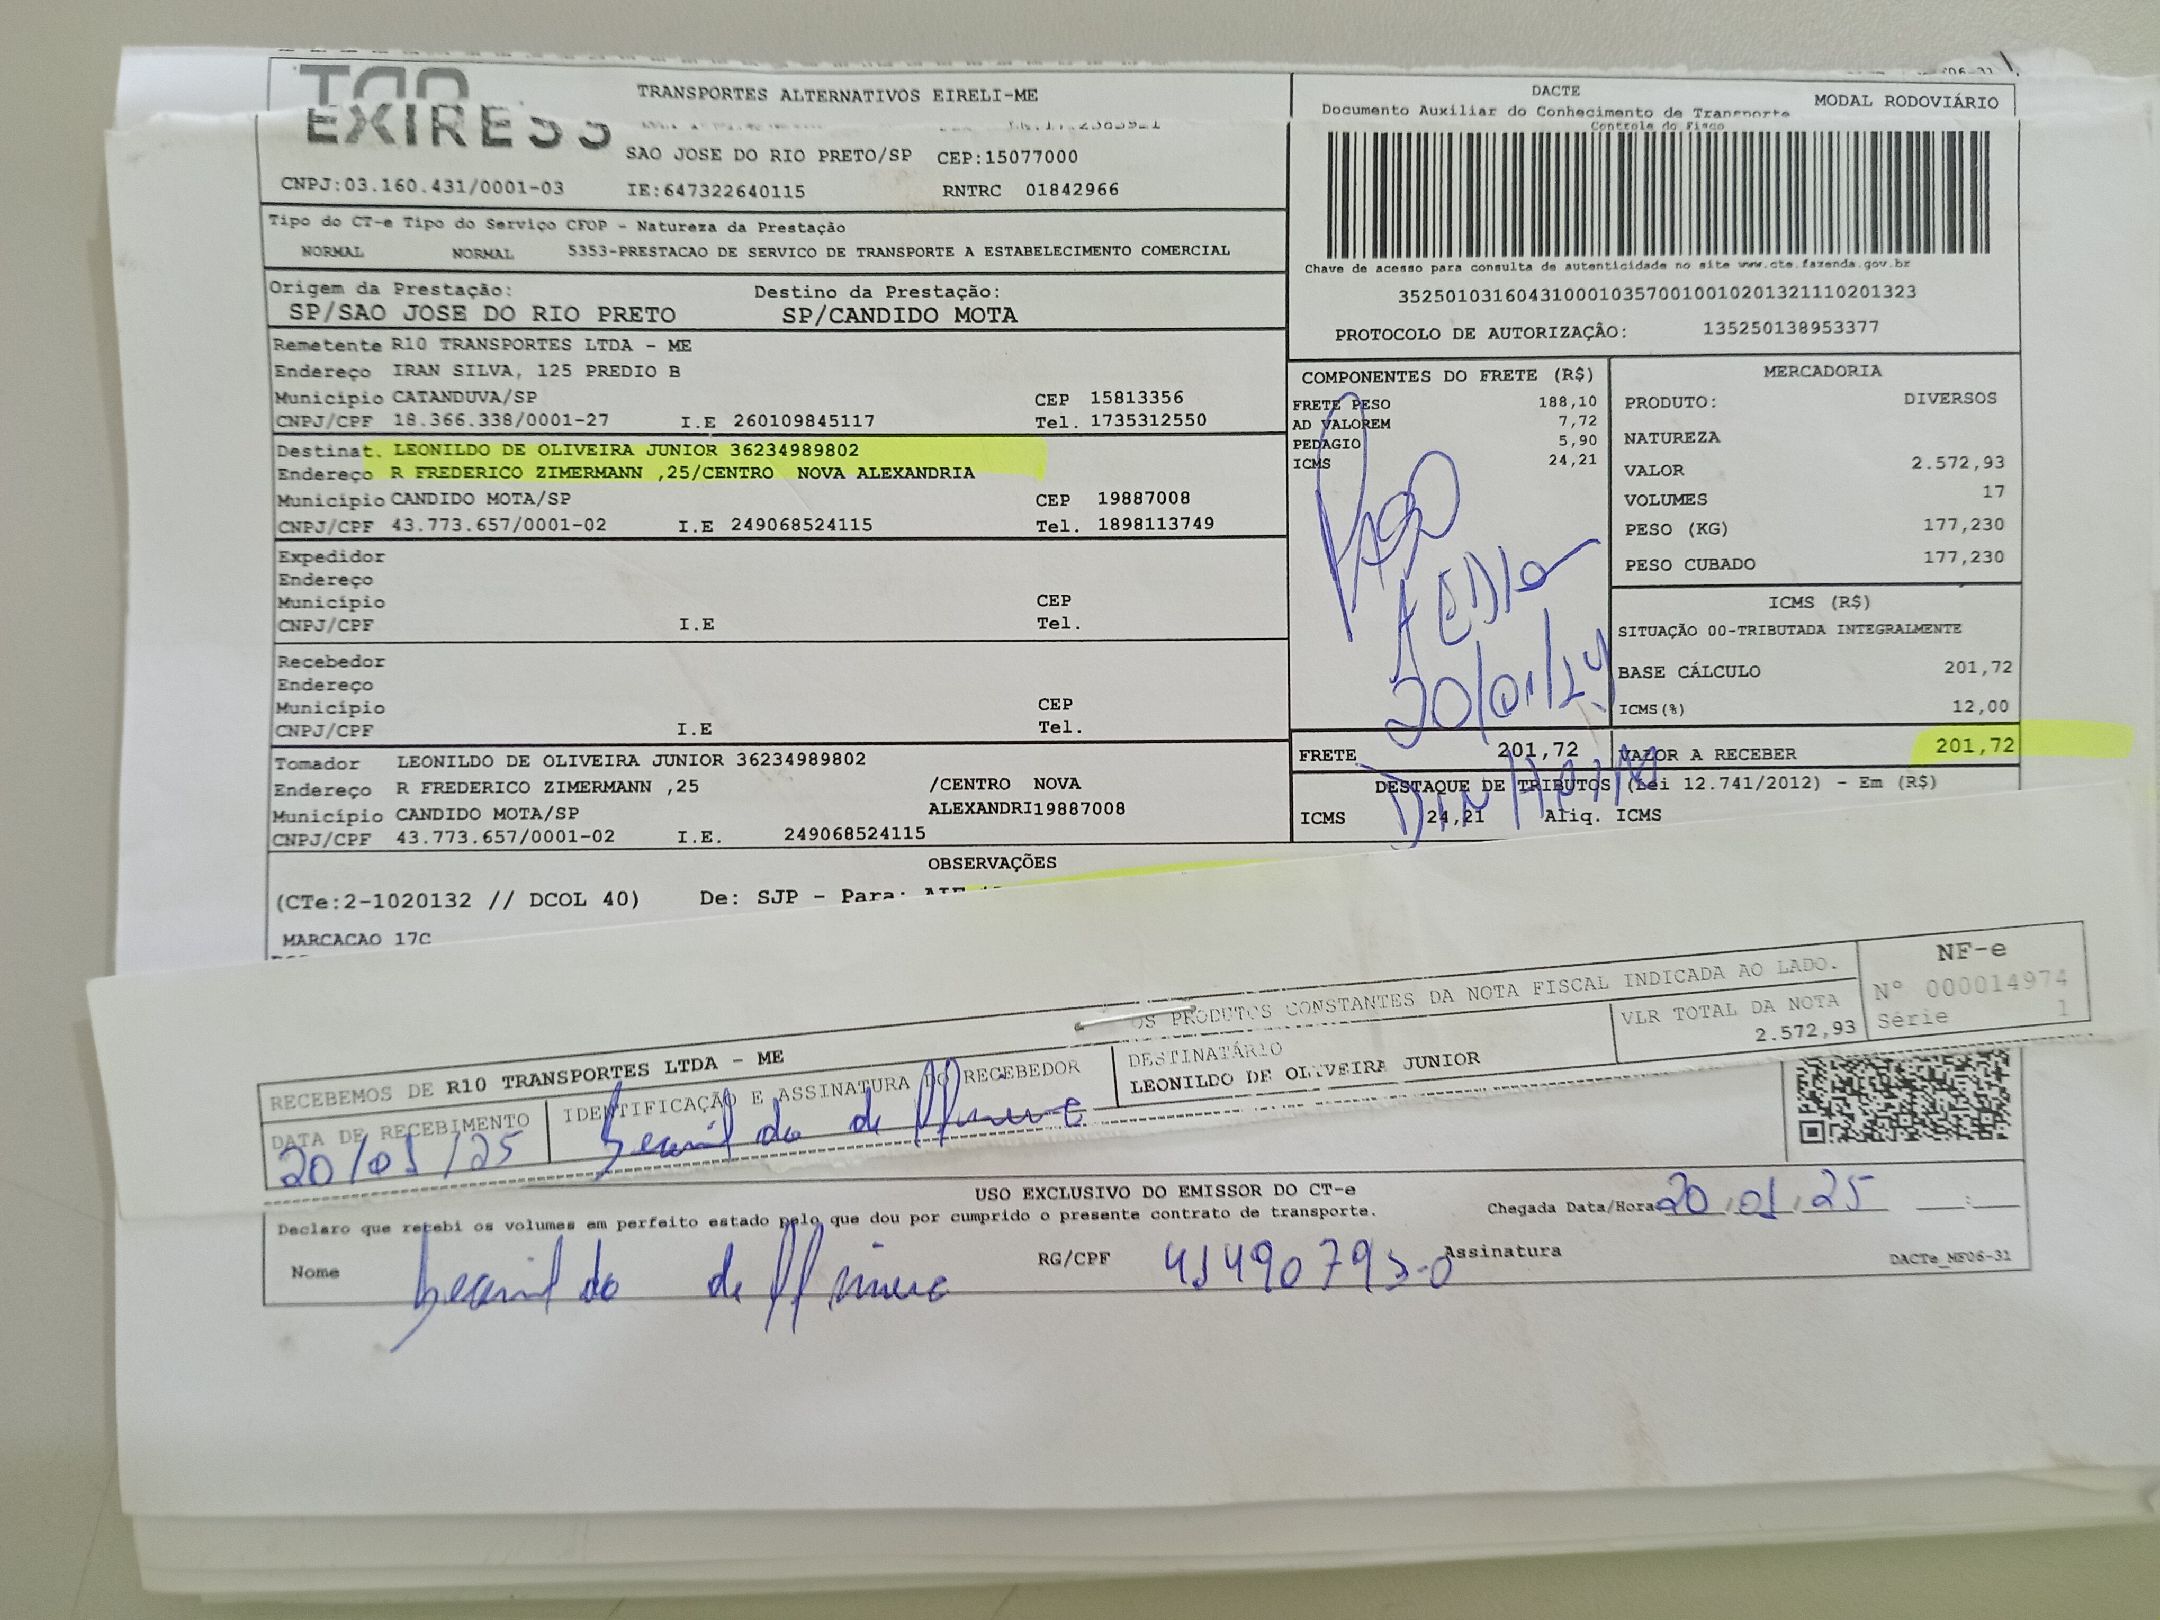 EXPRESS
TRANSPORTES ALTERNATIVOS EIRELI-ME
SAO JOSE DO RIO PRETO/SP CEP:15077000
CNPJ:03.160.431/0001-03 IE:647322640115 RNTRC 01842966
Tipo do CT-e Tipo do Serviço CFOP - Natureza da Prestação
NORMAL NORMAL 5353-PRESTACAO DE SERVICO DE TRANSPORTE A ESTABELECIMENTO COMERCIAL
Origem da Prestação: Destino da Prestação:
SP/SAO JOSE DO RIO PRETO SP/CANDIDO MOTA
Remetente R10 TRANSPORTES LTDA - ME
Endereço IRAN SILVA, 125 PREDIO B
Município CATANDUVA/SP CEP 15813356
CNPJ/CPF 18.366.338/0001-27 I.E 260109845117 Tel. 1735312550
Destinat. LEONILDO DE OLIVEIRA JUNIOR 36234989802
Endereço R FREDERICO ZIMERMANN ,25/CENTRO NOVA ALEXANDRIA
Município CANDIDO MOTA/SP CEP 19887008
CNPJ/CPF 43.773.657/0001-02 I.E 249068524115 Tel. 1898113749
Expedidor
Endereço
Município CEP
CNPJ/CPF I.E Tel.
Recebedor
Endereço
Município CEP
CNPJ/CPF I.E Tel.
Tomador LEONILDO DE OLIVEIRA JUNIOR 36234989802
Endereço R FREDERICO ZIMERMANN ,25 /CENTRO NOVA
Município CANDIDO MOTA/SP ALEXANDRI19887008
CNPJ/CPF 43.773.657/0001-02 I.E. 249068524115
OBSERVAÇÕES
(CTe:2-1020132 // DCOL 40) De: SJP - Para:
MARCACAO 17C
DACTE
Documento Auxiliar do Conhecimento de Transporte
MODAL RODOVIÁRIO
Controle do Fisco
Chave de acesso para consulta de autenticidade no site www.cte.fazenda.gov.br
35250103160431000103570010010201321110201323
PROTOCOLO DE AUTORIZAÇÃO: 135250138953377
COMPONENTES DO FRETE (R$)
FRETE PESO 188,10
AD VALOREM 7,72
PEDAGIO 5,90
ICMS 24,21
PAGO
20/01/24
DINHEIRO
MERCADORIA
PRODUTO: DIVERSOS
NATUREZA
VALOR 2.572,93
VOLUMES 17
PESO (KG) 177,230
PESO CUBADO 177,230
ICMS (R$)
SITUAÇÃO 00-TRIBUTADA INTEGRALMENTE
BASE CÁLCULO 201,72
ICMS(%) 12,00
FRETE 201,72 VALOR A RECEBER 201,72
DESTAQUE DE TRIBUTOS (Lei 12.741/2012) - Em (R$)
ICMS 24,21 Aliq. ICMS
RECEBEMOS DE R10 TRANSPORTES LTDA - ME OS PRODUTOS CONSTANTES DA NOTA FISCAL INDICADA AO LADO.
DATA DE RECEBIMENTO
20/01/25
IDENTIFICAÇÃO E ASSINATURA DO RECEBEDOR
DESTINATÁRIO
LEONILDO DE OLIVEIRA JUNIOR
VLR TOTAL DA NOTA
2.572,93
NF-e
Nº 000014974
Série 1
USO EXCLUSIVO DO EMISSOR DO CT-e
Declaro que recebi os volumes em perfeito estado pelo que dou por cumprido o presente contrato de transporte.
Chegada Data/Hora 20/01/25
Nome RG/CPF Assinatura
DACTe_MF06-31